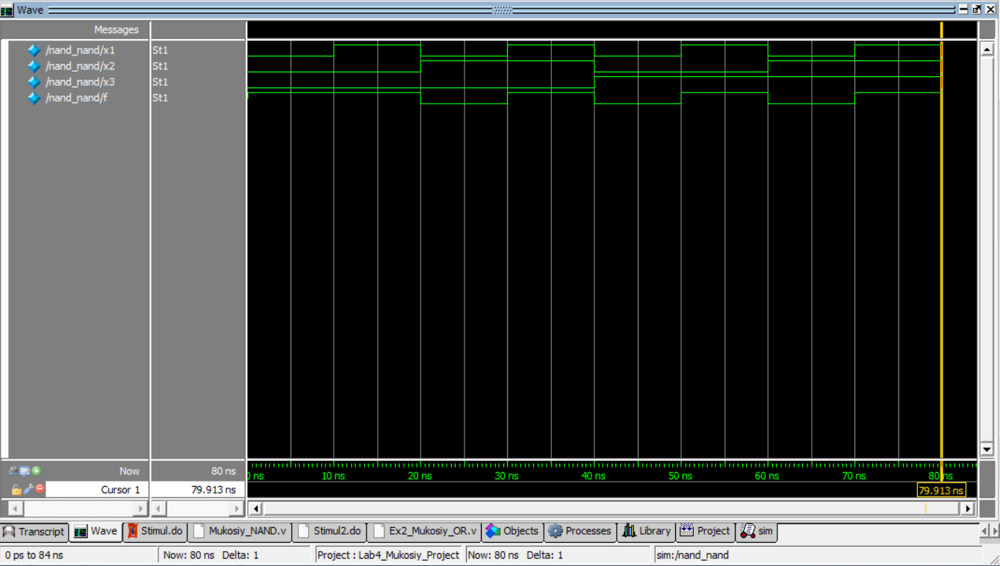 Wave
Messages
/nand_nand/x1 St1
/nand_nand/x2 St1
/nand_nand/x3 St1
/nand_nand/f St1
Now 80 ns
0 ns 10 ns 20 ns 30 ns 40 ns 50 ns 60 ns 70 ns 80 ns
Cursor 1 79.913 ns 79.913 ns
Transcript Wave Stimul.do Mukosiy_NAND.v Stimul2.do Ex2_Mukosiy_OR.v Objects Processes Library Project sim
0 ps to 84 ns Now: 80 ns Delta: 1 Project : Lab4_Mukosiy_Project Now: 80 ns Delta: 1 sim:/nand_nand